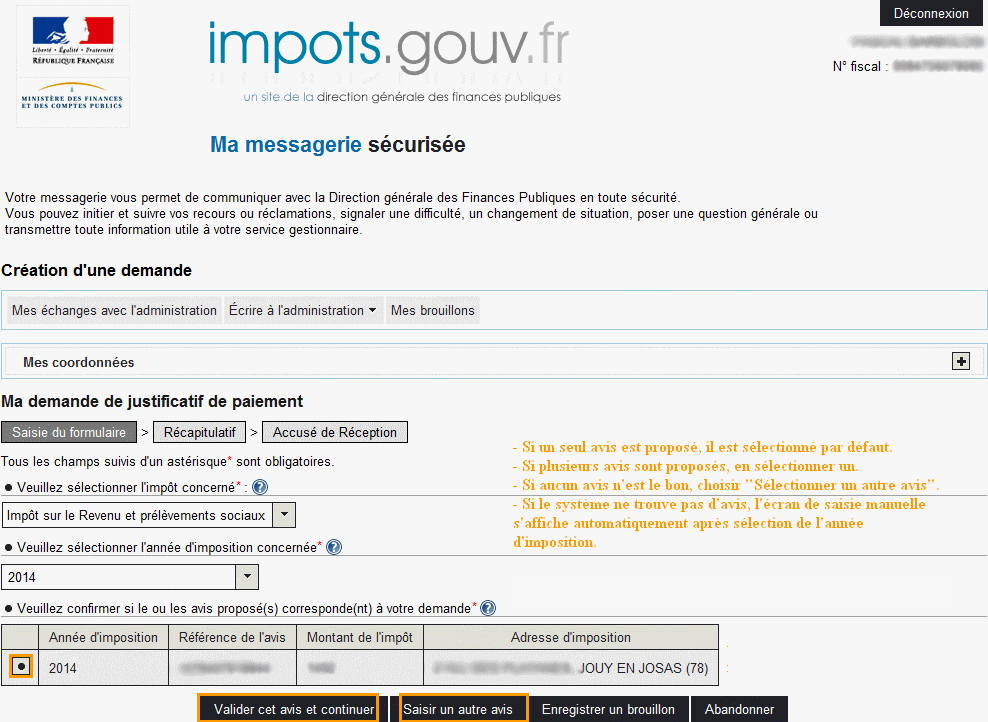 Déconnexion
Liberté • Égalité • Fraternité
RÉPUBLIQUE FRANÇAISE
MINISTÈRE DES FINANCES
ET DES COMPTES PUBLICS
impots.gouv.fr
un site de la direction générale des finances publiques
N° fiscal :
Ma messagerie sécurisée
Votre messagerie vous permet de communiquer avec la Direction générale des Finances Publiques en toute sécurité.
Vous pouvez initier et suivre vos recours ou réclamations, signaler une difficulté, un changement de situation, poser une question générale ou
transmettre toute information utile à votre service gestionnaire.
Création d'une demande
Mes échanges avec l'administration Écrire à l'administration Mes brouillons
Mes coordonnées
Ma demande de justificatif de paiement
Saisie du formulaire > Récapitulatif > Accusé de Réception
Tous les champs suivis d'un astérisque* sont obligatoires.
- Si un seul avis est proposé, il est sélectionné par défaut.
- Si plusieurs avis sont proposés, en sélectionner un.
- Si aucun avis n'est le bon, choisir "Sélectionner un autre avis".
- Si le système ne trouve pas d'avis, l'écran de saisie manuelle
s'affiche automatiquement après sélection de l'année
d'imposition.
• Veuillez sélectionner l'impôt concerné* : ?
Impôt sur le Revenu et prélèvements sociaux
• Veuillez sélectionner l'année d'imposition concernée* ?
2014
• Veuillez confirmer si le ou les avis proposé(s) corresponde(nt) à votre demande* ?
Année d'imposition Référence de l'avis Montant de l'impôt Adresse d'imposition
2014 JOUY EN JOSAS (78)
Valider cet avis et continuer Saisir un autre avis Enregistrer un brouillon Abandonner